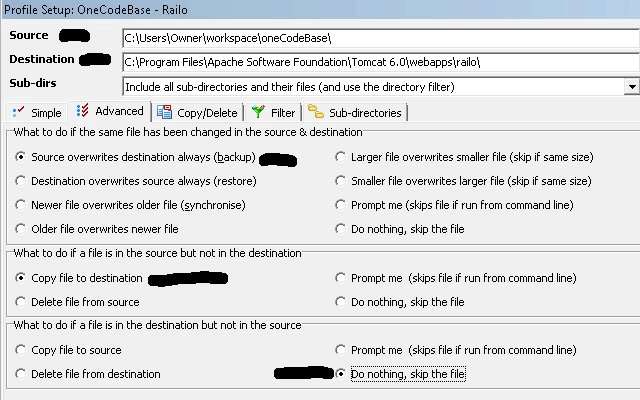 Profile Setup: OneCodeBase - Railo
Source C:\Users\Owner\workspace\oneCodeBase\
Destination C:\Program Files\Apache Software Foundation\Tomcat 6.0\webapps\railo\
Sub-dirs Include all sub-directories and their files (and use the directory filter)
Simple Advanced Copy/Delete Filter Sub-directories
What to do if the same file has been changed in the source & destination
Source overwrites destination always (backup) Larger file overwrites smaller file (skip if same size)
Destination overwrites source always (restore) Smaller file overwrites larger file (skip if same size)
Newer file overwrites older file (synchronise) Prompt me (skips file if run from command line)
Older file overwrites newer file Do nothing, skip the file
What to do if a file is in the source but not in the destination
Copy file to destination Prompt me (skips file if run from command line)
Delete file from source Do nothing, skip the file
What to do if a file is in the destination but not in the source
Copy file to source Prompt me (skips file if run from command line)
Delete file from destination Do nothing, skip the file